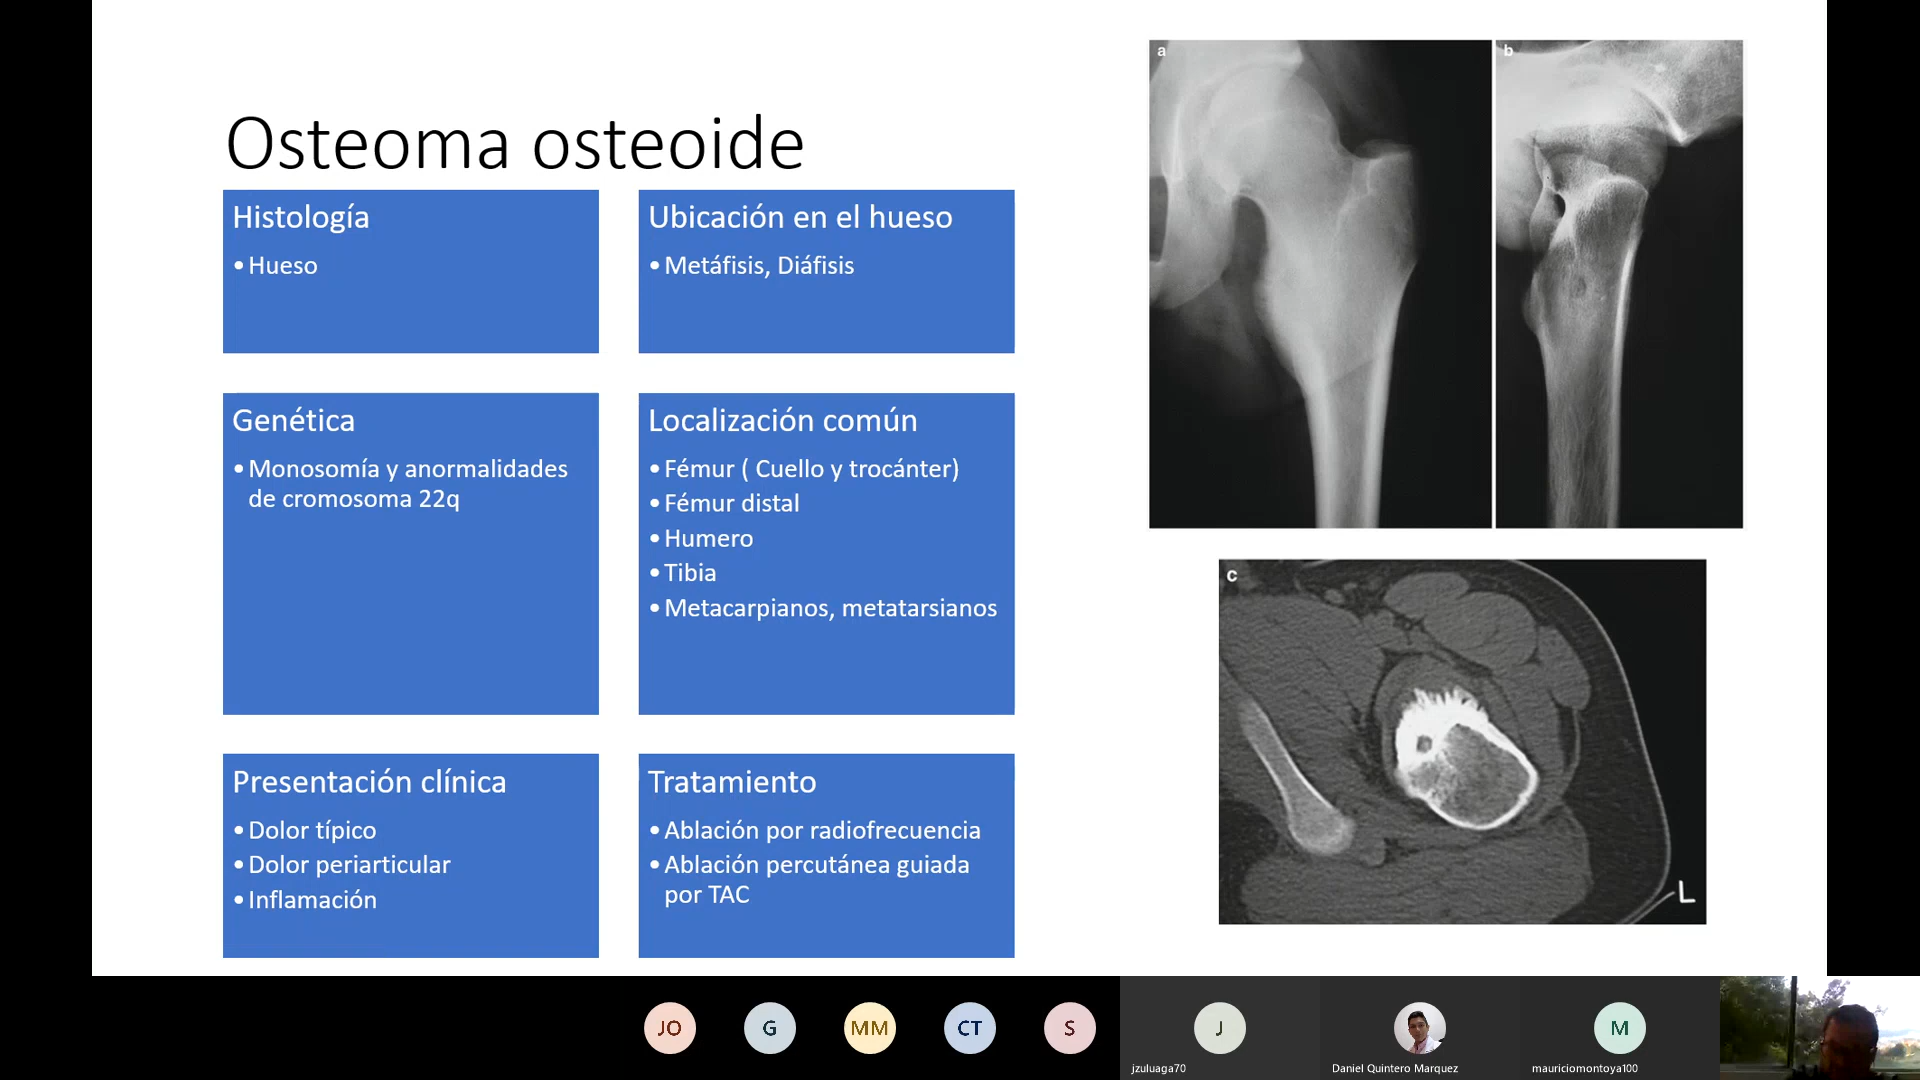 Osteoma osteoide
Histología
• Hueso
Ubicación en el hueso
• Metáfisis, Diáfisis
Genética
• Monosomía y anormalidades
de cromosoma 22q
Localización común
• Fémur ( Cuello y trocánter)
• Fémur distal
• Humero
• Tibia
• Metacarpianos, metatarsianos
Presentación clínica
• Dolor típico
• Dolor periarticular
• Inflamación
Tratamiento
• Ablación por radiofrecuencia
• Ablación percutánea guiada
por TAC
a
b
c
L
JO
G
MM
CT
S
J
jzuluaga70
Daniel Quintero Marquez
M
mauriciomontoya100